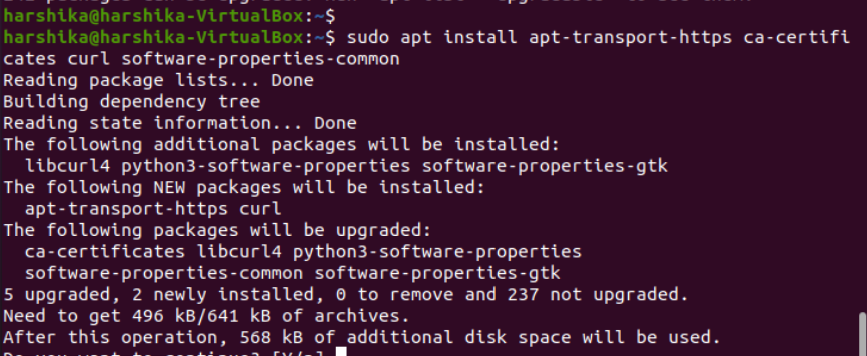 harshika@harshika-VirtualBox:~$
harshika@harshika-VirtualBox:~$ sudo apt install apt-transport-https ca-certifi
cates curl software-properties-common
Reading package lists... Done
Building dependency tree
Reading state information... Done
The following additional packages will be installed:
  libcurl4 python3-software-properties software-properties-gtk
The following NEW packages will be installed:
  apt-transport-https curl
The following packages will be upgraded:
  ca-certificates libcurl4 python3-software-properties
  software-properties-common software-properties-gtk
5 upgraded, 2 newly installed, 0 to remove and 237 not upgraded.
Need to get 496 kB/641 kB of archives.
After this operation, 568 kB of additional disk space will be used.
Do you want to continue? [Y/n]